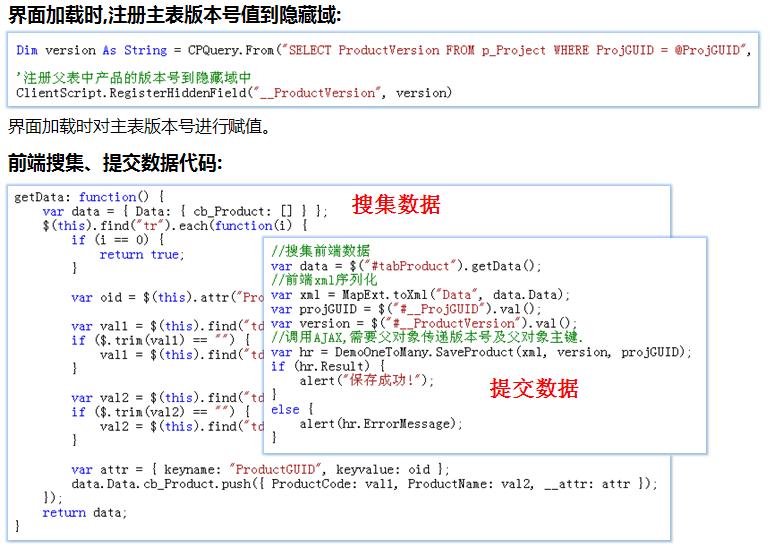 界面加载时,注册主表版本号值到隐藏域:
Dim version As String = CPQuery.From("SELECT ProductVersion FROM p_Project WHERE ProjGUID = @ProjGUID",
'注册父表中产品的版本号到隐藏域中
ClientScript.RegisterHiddenField("__ProductVersion", version)
界面加载时对主表版本号进行赋值。
前端搜集、提交数据代码:
getData: function() {
var data = { Data: { cb_Product: [] } };
搜集数据
$(this).find("tr").each(function(i) {
if (i == 0) {
return true;
}
var oid = $(this).attr("Pro
var val1 = $(this).find("td
if ($.trim(val1) == "") {
val1 = $(this).find("td
}
var val2 = $(this).find("td
if ($.trim(val2) == "") {
val2 = $(this).find("td
}
var attr = { keyname: "ProductGUID", keyvalue: oid };
data.Data.cb_Product.push({ ProductCode: val1, ProductName: val2, __attr: attr });
});
return data;
}
//搜集前端数据
var data = $("#tabProduct").getData();
//前端xml序列化
var xml = MapExt.toXml("Data", data.Data);
var projGUID = $("#__ProjGUID").val();
var version = $("#__ProductVersion").val();
//调用AJAX,需要父对象传递版本号及父对象主键.
var hr = DemoOneToMany.SaveProduct(xml, version, projGUID);
if (hr.Result) {
alert("保存成功!");
}
提交数据
else {
alert(hr.ErrorMessage);
}